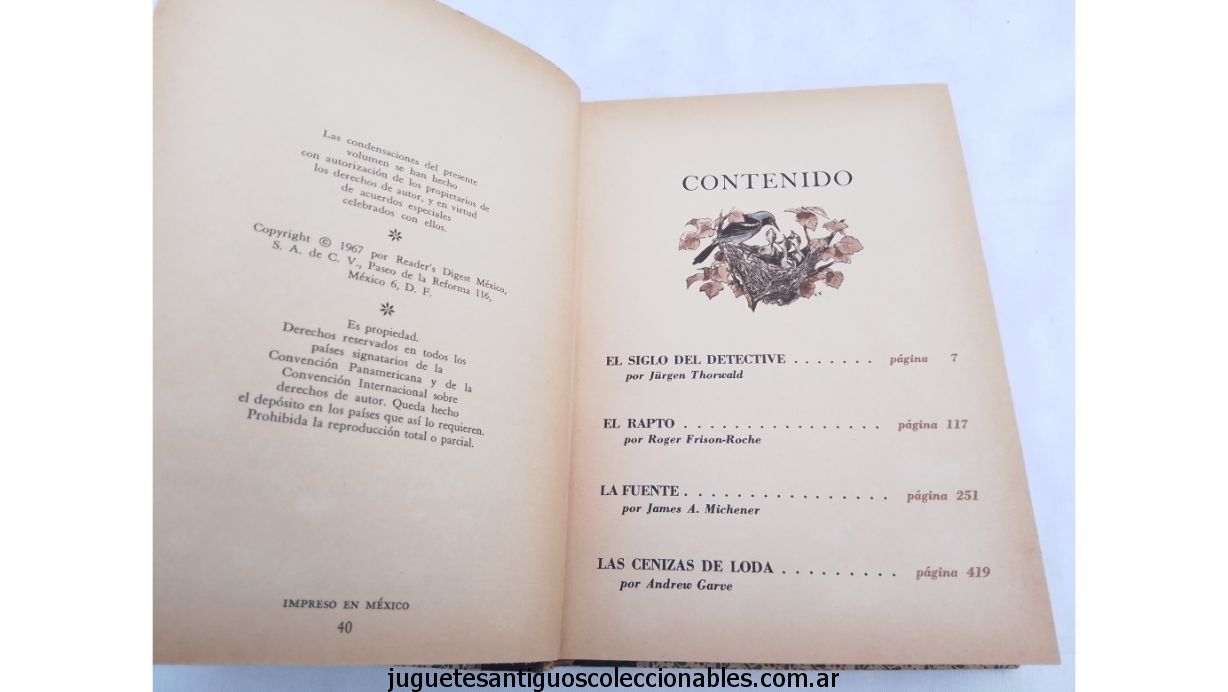 Las condensaciones del presente
volumen se han hecho
con autorización de los propietarios de
los derechos de autor, y en virtud
de acuerdos especiales
celebrados con ellos.
Copyright © 1967 por Reader's Digest México,
S. A. de C. V., Paseo de la Reforma 116,
México 6, D. F.
Es propiedad.
Derechos reservados en todos los
países signatarios de la
Convención Panamericana y de la
Convención Internacional sobre
derechos de autor. Queda hecho
el depósito en los países que así lo requieren.
Prohibida la reproducción total o parcial.
IMPRESO EN MÉXICO
40
CONTENIDO
EL SIGLO DEL DETECTIVE . . . . . . . página 7
por Jürgen Thorwald
EL RAPTO . . . . . . . . . . . . . . . página 117
por Roger Frison-Roche
LA FUENTE . . . . . . . . . . . . . . . . página 251
por James A. Michener
LAS CENIZAS DE LODA . . . . . . . . . página 419
por Andrew Garve
juguetesantiguoscoleccionables.com.ar